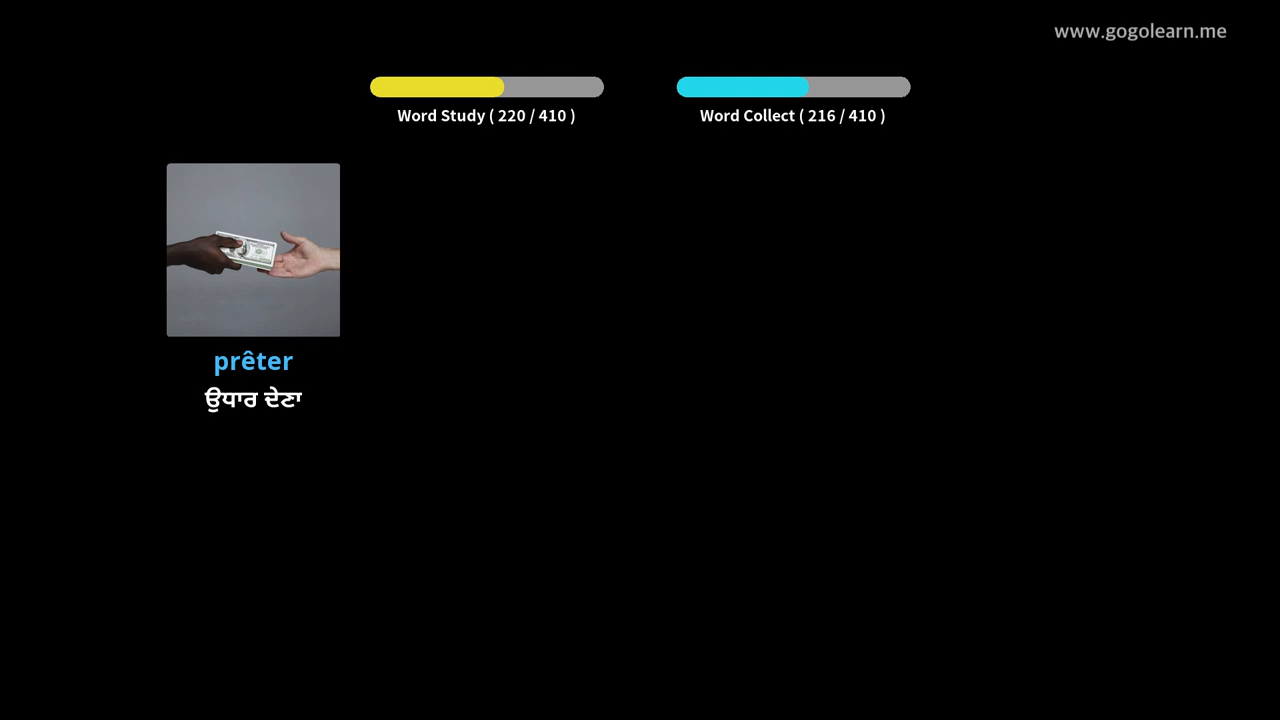 www.gogolearn.me
Word Study ( 220 / 410 )
Word Collect ( 216 / 410 )
prêter
ਉਧਾਰ ਦੇਣਾ